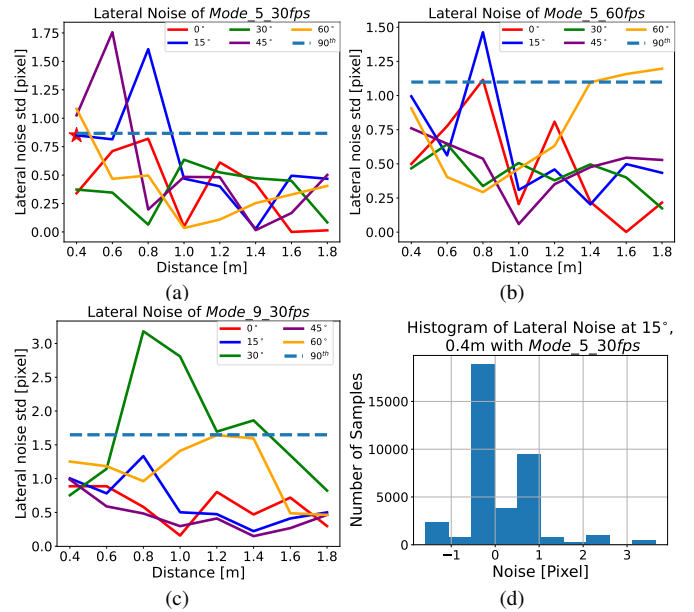 Lateral Noise of Mode_5_30fps
Lateral noise std [pixel]
1.75
1.50
1.25
1.00
0.75
0.50
0.25
0.00
0° 30° 60°
15° 45° 90th
0.4 0.6 0.8 1.0 1.2 1.4 1.6 1.8
Distance [m]
(a)
Lateral Noise of Mode_5_60fps
Lateral noise std [pixel]
1.50
1.25
1.00
0.75
0.50
0.25
0.00
0° 30° 60°
15° 45° 90th
0.4 0.6 0.8 1.0 1.2 1.4 1.6 1.8
Distance [m]
(b)
Lateral Noise of Mode_9_30fps
Lateral noise std [pixel]
3.0
2.5
2.0
1.5
1.0
0.5
0.0
0° 45°
15° 60°
30° 90th
0.4 0.6 0.8 1.0 1.2 1.4 1.6 1.8
Distance [m]
(c)
Histogram of Lateral Noise at 15°,
0.4m with Mode_5_30fps
Number of Samples
15000
10000
5000
0
−1 0 1 2 3
Noise [Pixel]
(d)